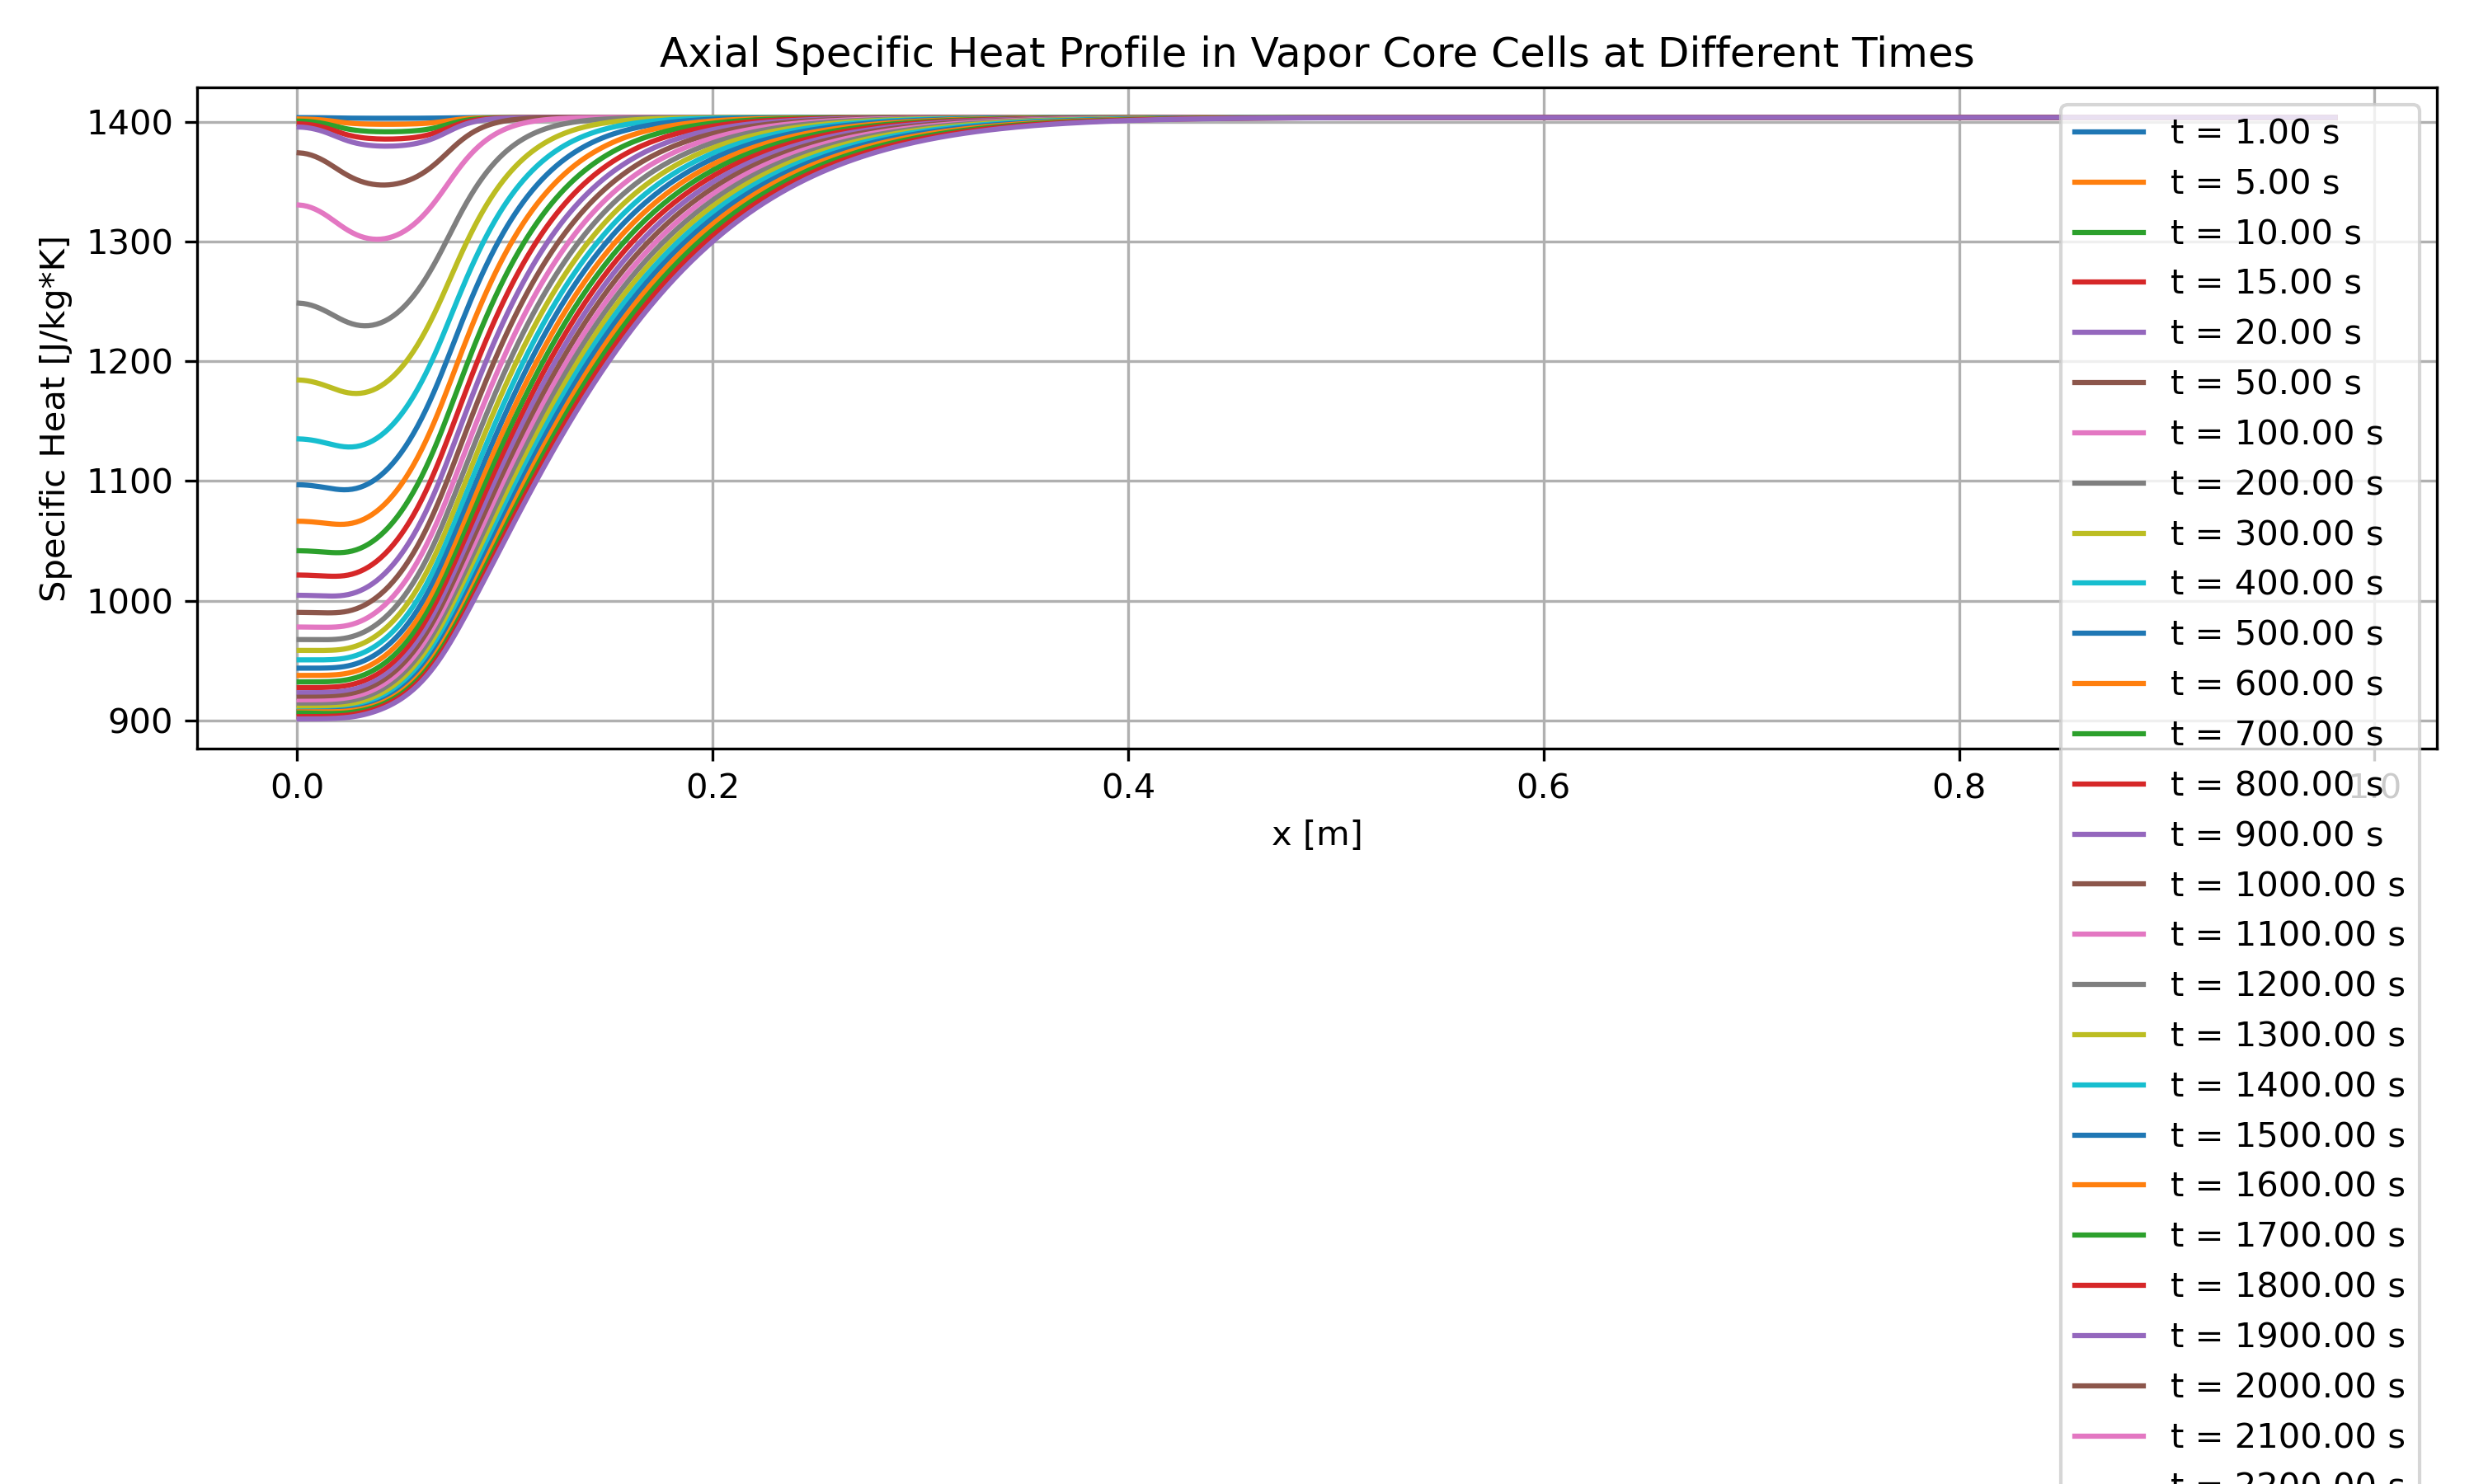 Axial Specific Heat Profile in Vapor Core Cells at Different Times
Specific Heat [J/kg*K]
1400
1300
1200
1100
1000
900
0.0
0.2
0.4
0.6
0.8
1.0
x [m]
t = 1.00 s
t = 5.00 s
t = 10.00 s
t = 15.00 s
t = 20.00 s
t = 50.00 s
t = 100.00 s
t = 200.00 s
t = 300.00 s
t = 400.00 s
t = 500.00 s
t = 600.00 s
t = 700.00 s
t = 800.00 s
t = 900.00 s
t = 1000.00 s
t = 1100.00 s
t = 1200.00 s
t = 1300.00 s
t = 1400.00 s
t = 1500.00 s
t = 1600.00 s
t = 1700.00 s
t = 1800.00 s
t = 1900.00 s
t = 2000.00 s
t = 2100.00 s
t = 2200.00 s